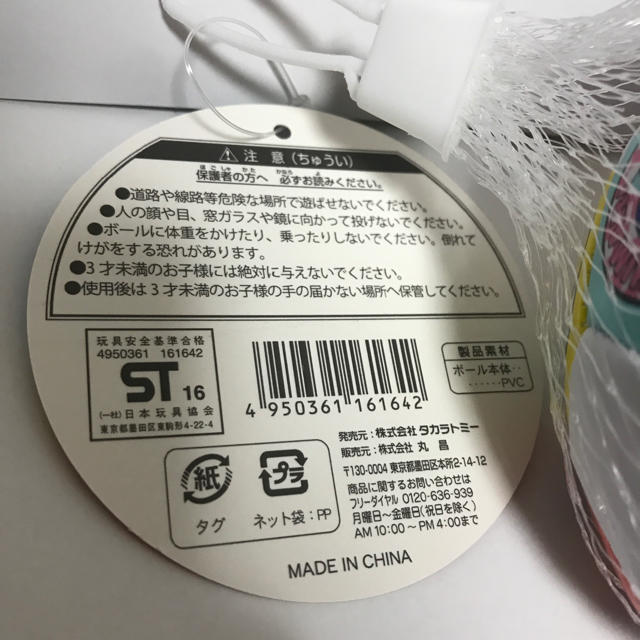 注意(ちゅうい)
ほごしゃ かた かなら よ
保護者の方へ 必ずお読みください。
●道路や線路等危険な場所で遊ばせないでください。
●人の顔や目、窓ガラスや鏡に向かって投げないでください。
●ボールに体重をかけたり、乗ったりしないでください。倒れて
けがをする恐れがあります。
●3才未満のお子様には絶対に与えないでください。
●使用後は3才未満のお子様の手の届かない場所へ保管してください。
玩具安全基準合格
4950361 161642
ST 16
(一社)日本玩具協会
東京都墨田区東駒形4-22-4
4 950361 161642
製品素材
ボール本体‥
‥‥‥PVC
発売元:株式会社 タカラトミー
販売元:株式会社 丸昌
〒130-0004 東京都墨田区本所2-14-12
商品に関するお問い合わせは
フリーダイヤル 0120-636-939
月曜日~金曜日(祝日を除く)
AM 10:00 ~ PM 4:00まで
紙
タグ
プラ
ネット袋:PP
MADE IN CHINA